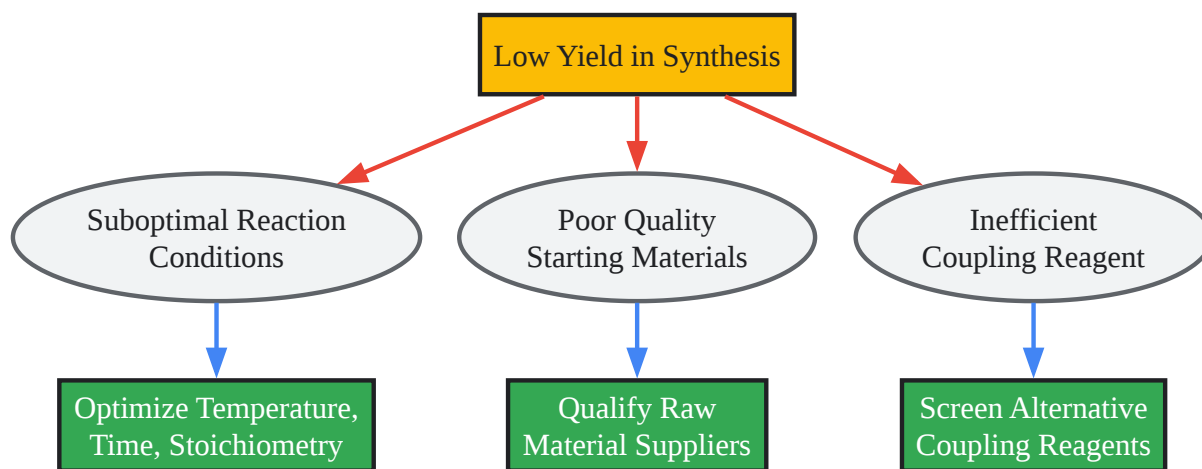 Low Yield in Synthesis
Suboptimal Reaction
Conditions
Poor Quality
Starting Materials
Inefficient
Coupling Reagent
Optimize Temperature,
Time, Stoichiometry
Qualify Raw
Material Suppliers
Screen Alternative
Coupling Reagents